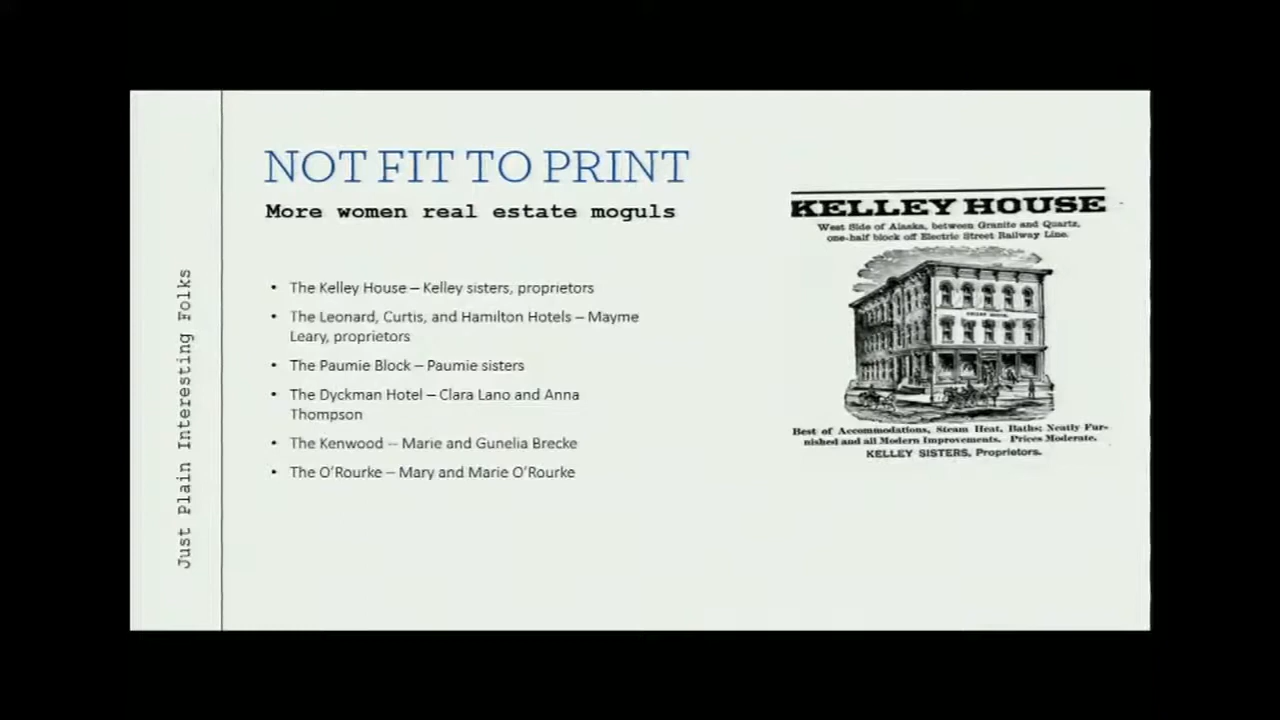 NOT FIT TO PRINT
More women real estate moguls
• The Kelley House – Kelley sisters, proprietors
• The Leonard, Curtis, and Hamilton Hotels – Mayme
Leary, proprietors
• The Paumie Block – Paumie sisters
• The Dyckman Hotel – Clara Lano and Anna
Thompson
• The Kenwood -- Marie and Gunelia Brecke
• The O'Rourke – Mary and Marie O'Rourke
Just Plain Interesting Folks
KELLEY HOUSE
West Side of Alaska, between Granite and Quartz,
one-half block off Electric Street Railway Line.
KELLEY HOUSE
Best of Accommodations, Steam Heat, Baths; Neatly Fur-
nished and all Modern Improvements. Prices Moderate.
KELLEY SISTERS, Proprietors.